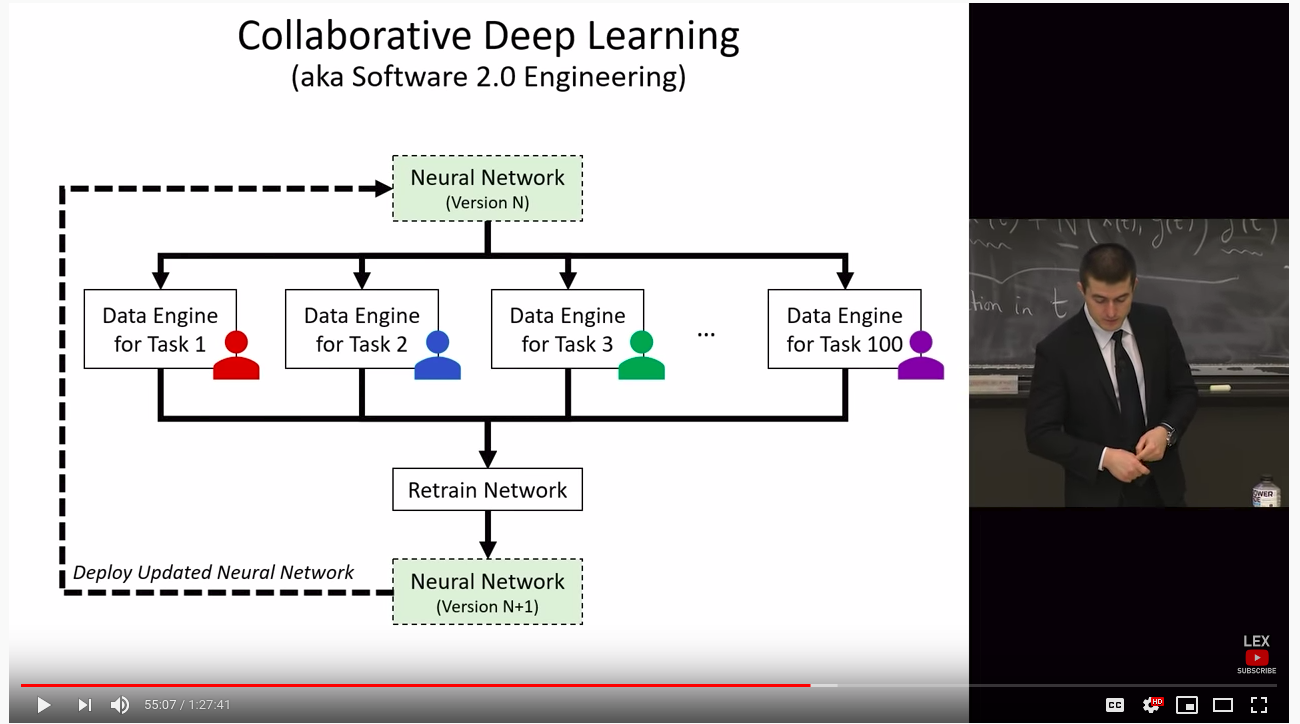 Collaborative Deep Learning
(aka Software 2.0 Engineering)
Neural Network
(Version N)
Data Engine
for Task 1
Data Engine
for Task 2
Data Engine
for Task 3
...
Data Engine
for Task 100
Retrain Network
Deploy Updated Neural Network
Neural Network
(Version N+1)
tion in t
LEX
SUBSCRIBE
55:07 / 1:27:41
CC
HD